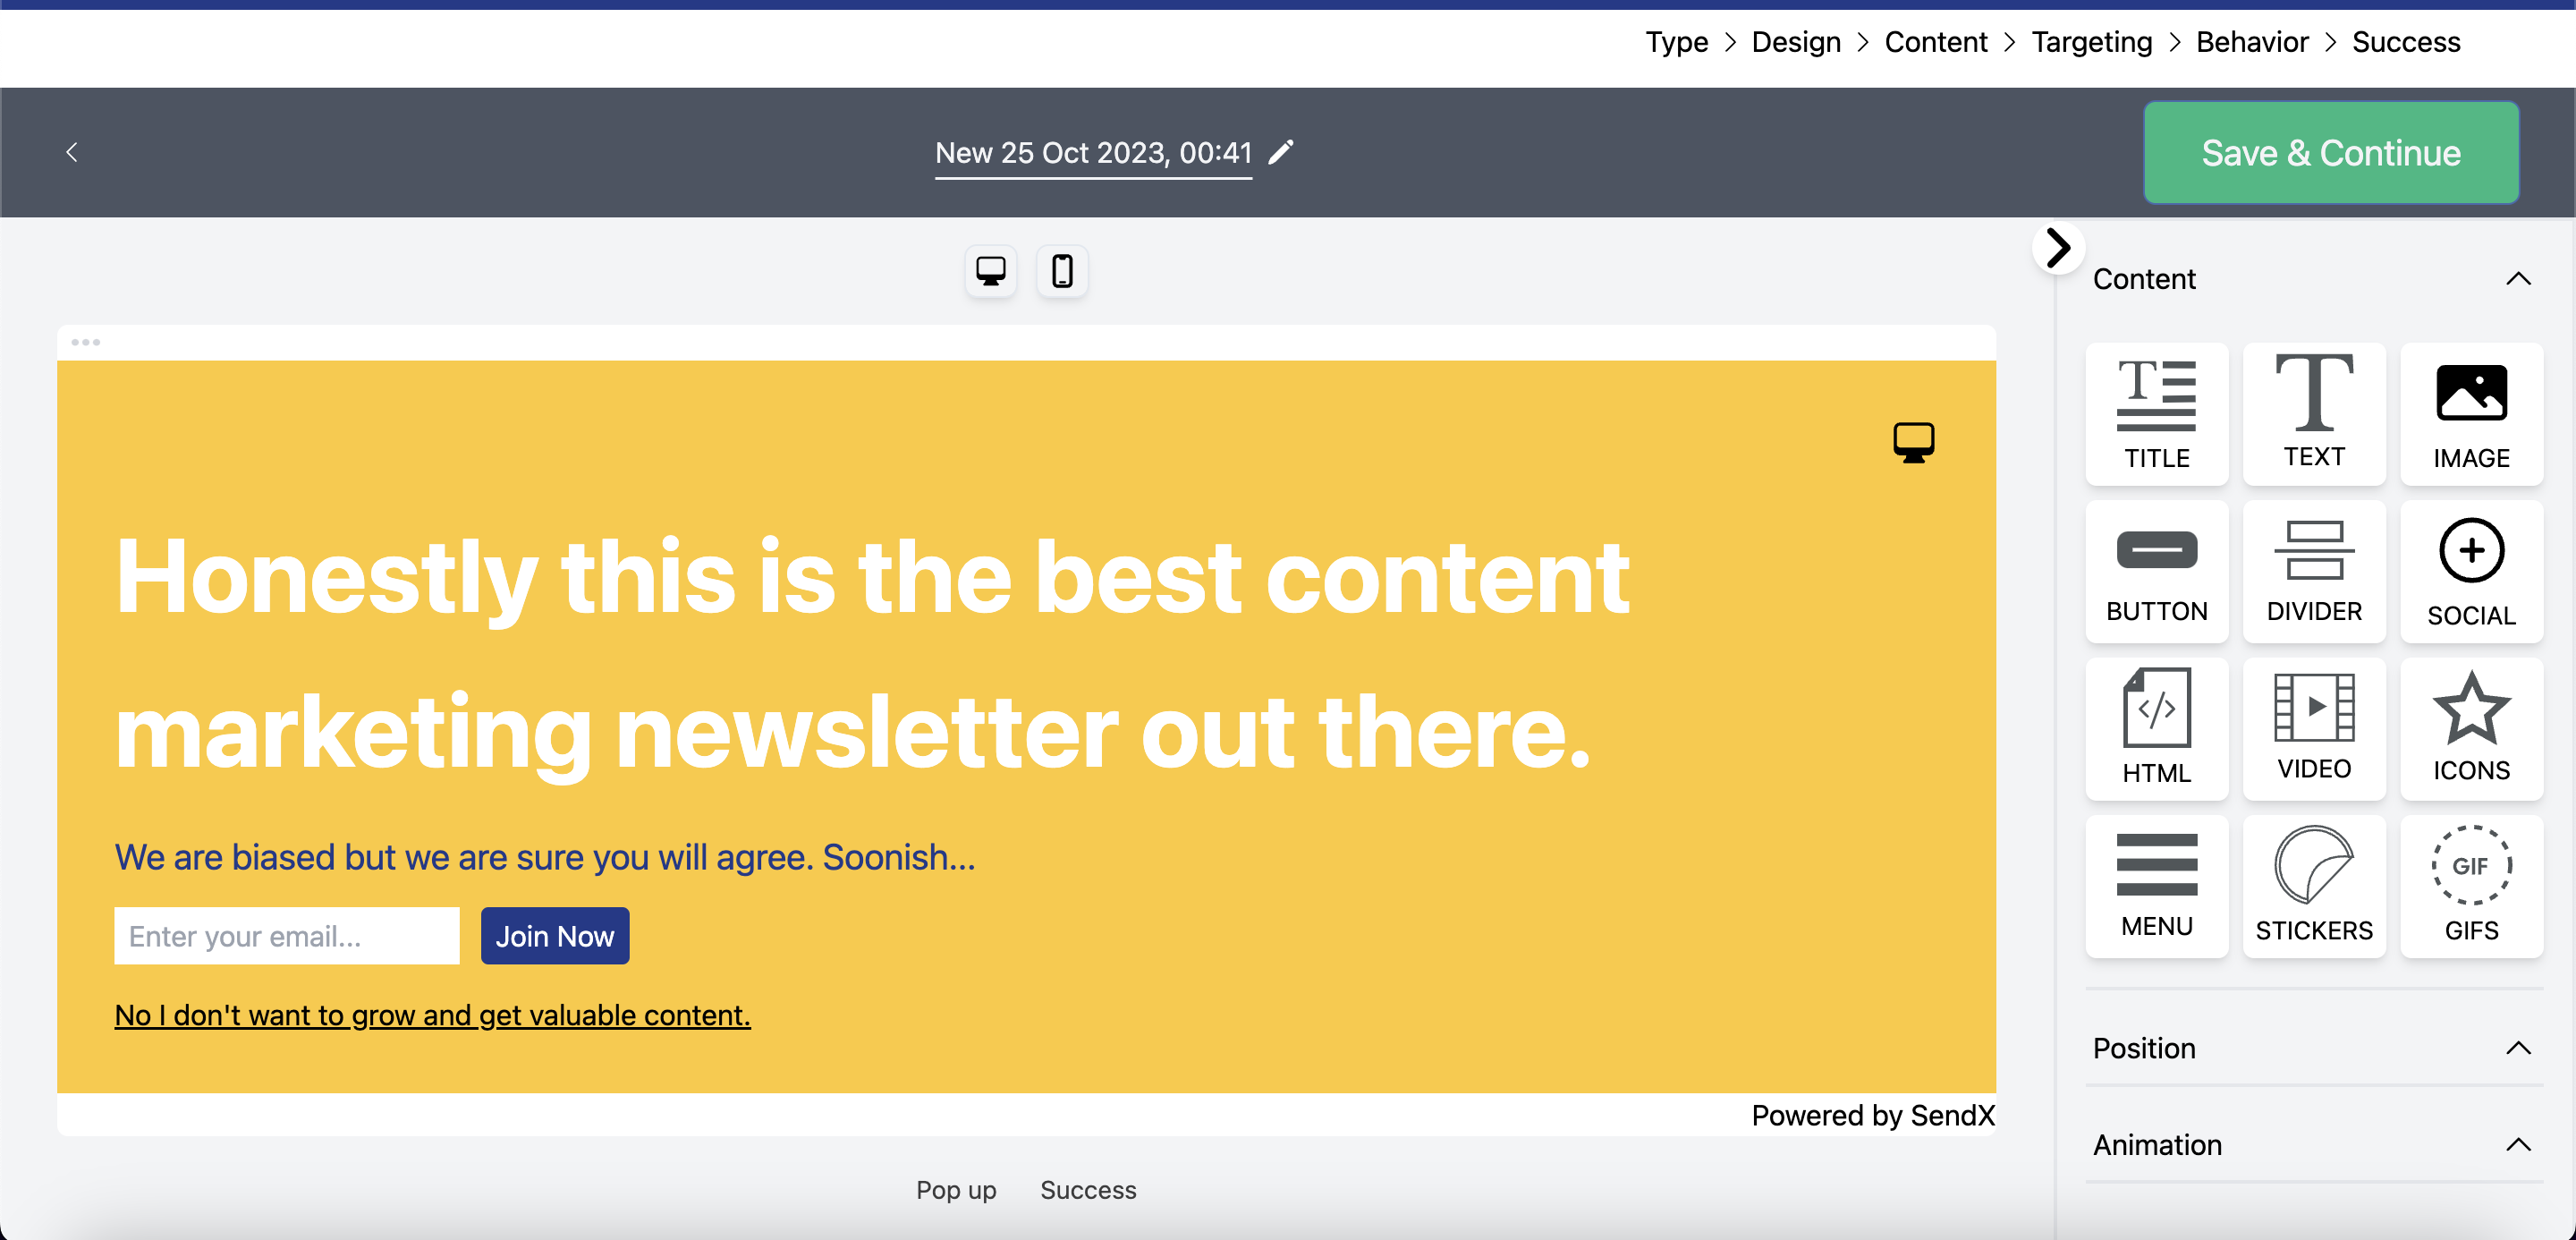 Type > Design > Content > Targeting > Behavior > Success
New 25 Oct 2023, 00:41
Save & Continue
Content
TITLE
TEXT
IMAGE
BUTTON
DIVIDER
SOCIAL
HTML
VIDEO
ICONS
MENU
STICKERS
GIF
GIFS
Position
Animation
Honestly this is the best content
marketing newsletter out there.
We are biased but we are sure you will agree. Soonish...
Enter your email...
Join Now
No I don't want to grow and get valuable content.
Powered by SendX
Pop up
Success